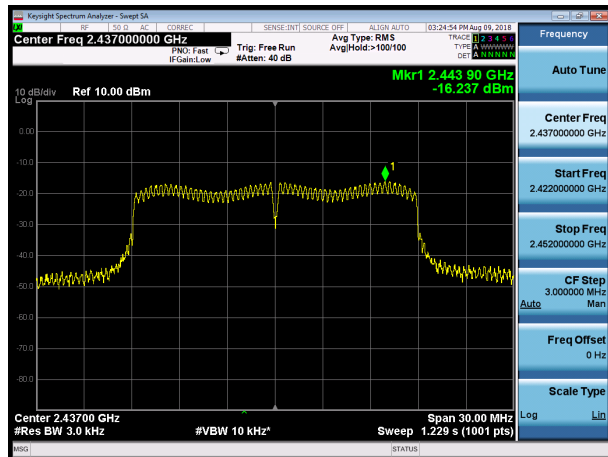 Keysight Spectrum Analyzer - Swept SA
RF 50 Ω AC CORREC SENSE:INT SOURCE OFF ALIGN AUTO 03:24:54 PM Aug 09, 2018
Center Freq 2.437000000 GHz
PNO: Fast
IFGain:Low
Trig: Free Run
#Atten: 40 dB
Avg Type: RMS
Avg|Hold:>100/100
TRACE 1 2 3 4 5 6
TYPE A WWWWW
DET A N N N N N
Mkr1 2.443 90 GHz
-16.237 dBm
10 dB/div Ref 10.00 dBm
Log
0.00
-10.0
-20.0
-30.0
-40.0
-50.0
-60.0
-70.0
-80.0
1
Center 2.43700 GHz
#Res BW 3.0 kHz
#VBW 10 kHz*
Span 30.00 MHz
Sweep 1.229 s (1001 pts)
MSG STATUS
Frequency
Auto Tune
Center Freq
2.437000000 GHz
Start Freq
2.422000000 GHz
Stop Freq
2.452000000 GHz
CF Step
3.000000 MHz
Auto Man
Freq Offset
0 Hz
Scale Type
Log Lin